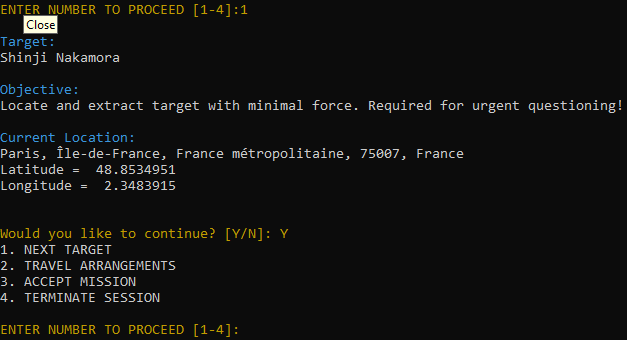 ENTER NUMBER TO PROCEED [1-4]:1
Close
Target:
Shinji Nakamora
Objective:
Locate and extract target with minimal force. Required for urgent questioning!
Current Location:
Paris, Île-de-France, France métropolitaine, 75007, France
Latitude =  48.8534951
Longitude =  2.3483915
Would you like to continue? [Y/N]: Y
1. NEXT TARGET
2. TRAVEL ARRANGEMENTS
3. ACCEPT MISSION
4. TERMINATE SESSION
ENTER NUMBER TO PROCEED [1-4]: